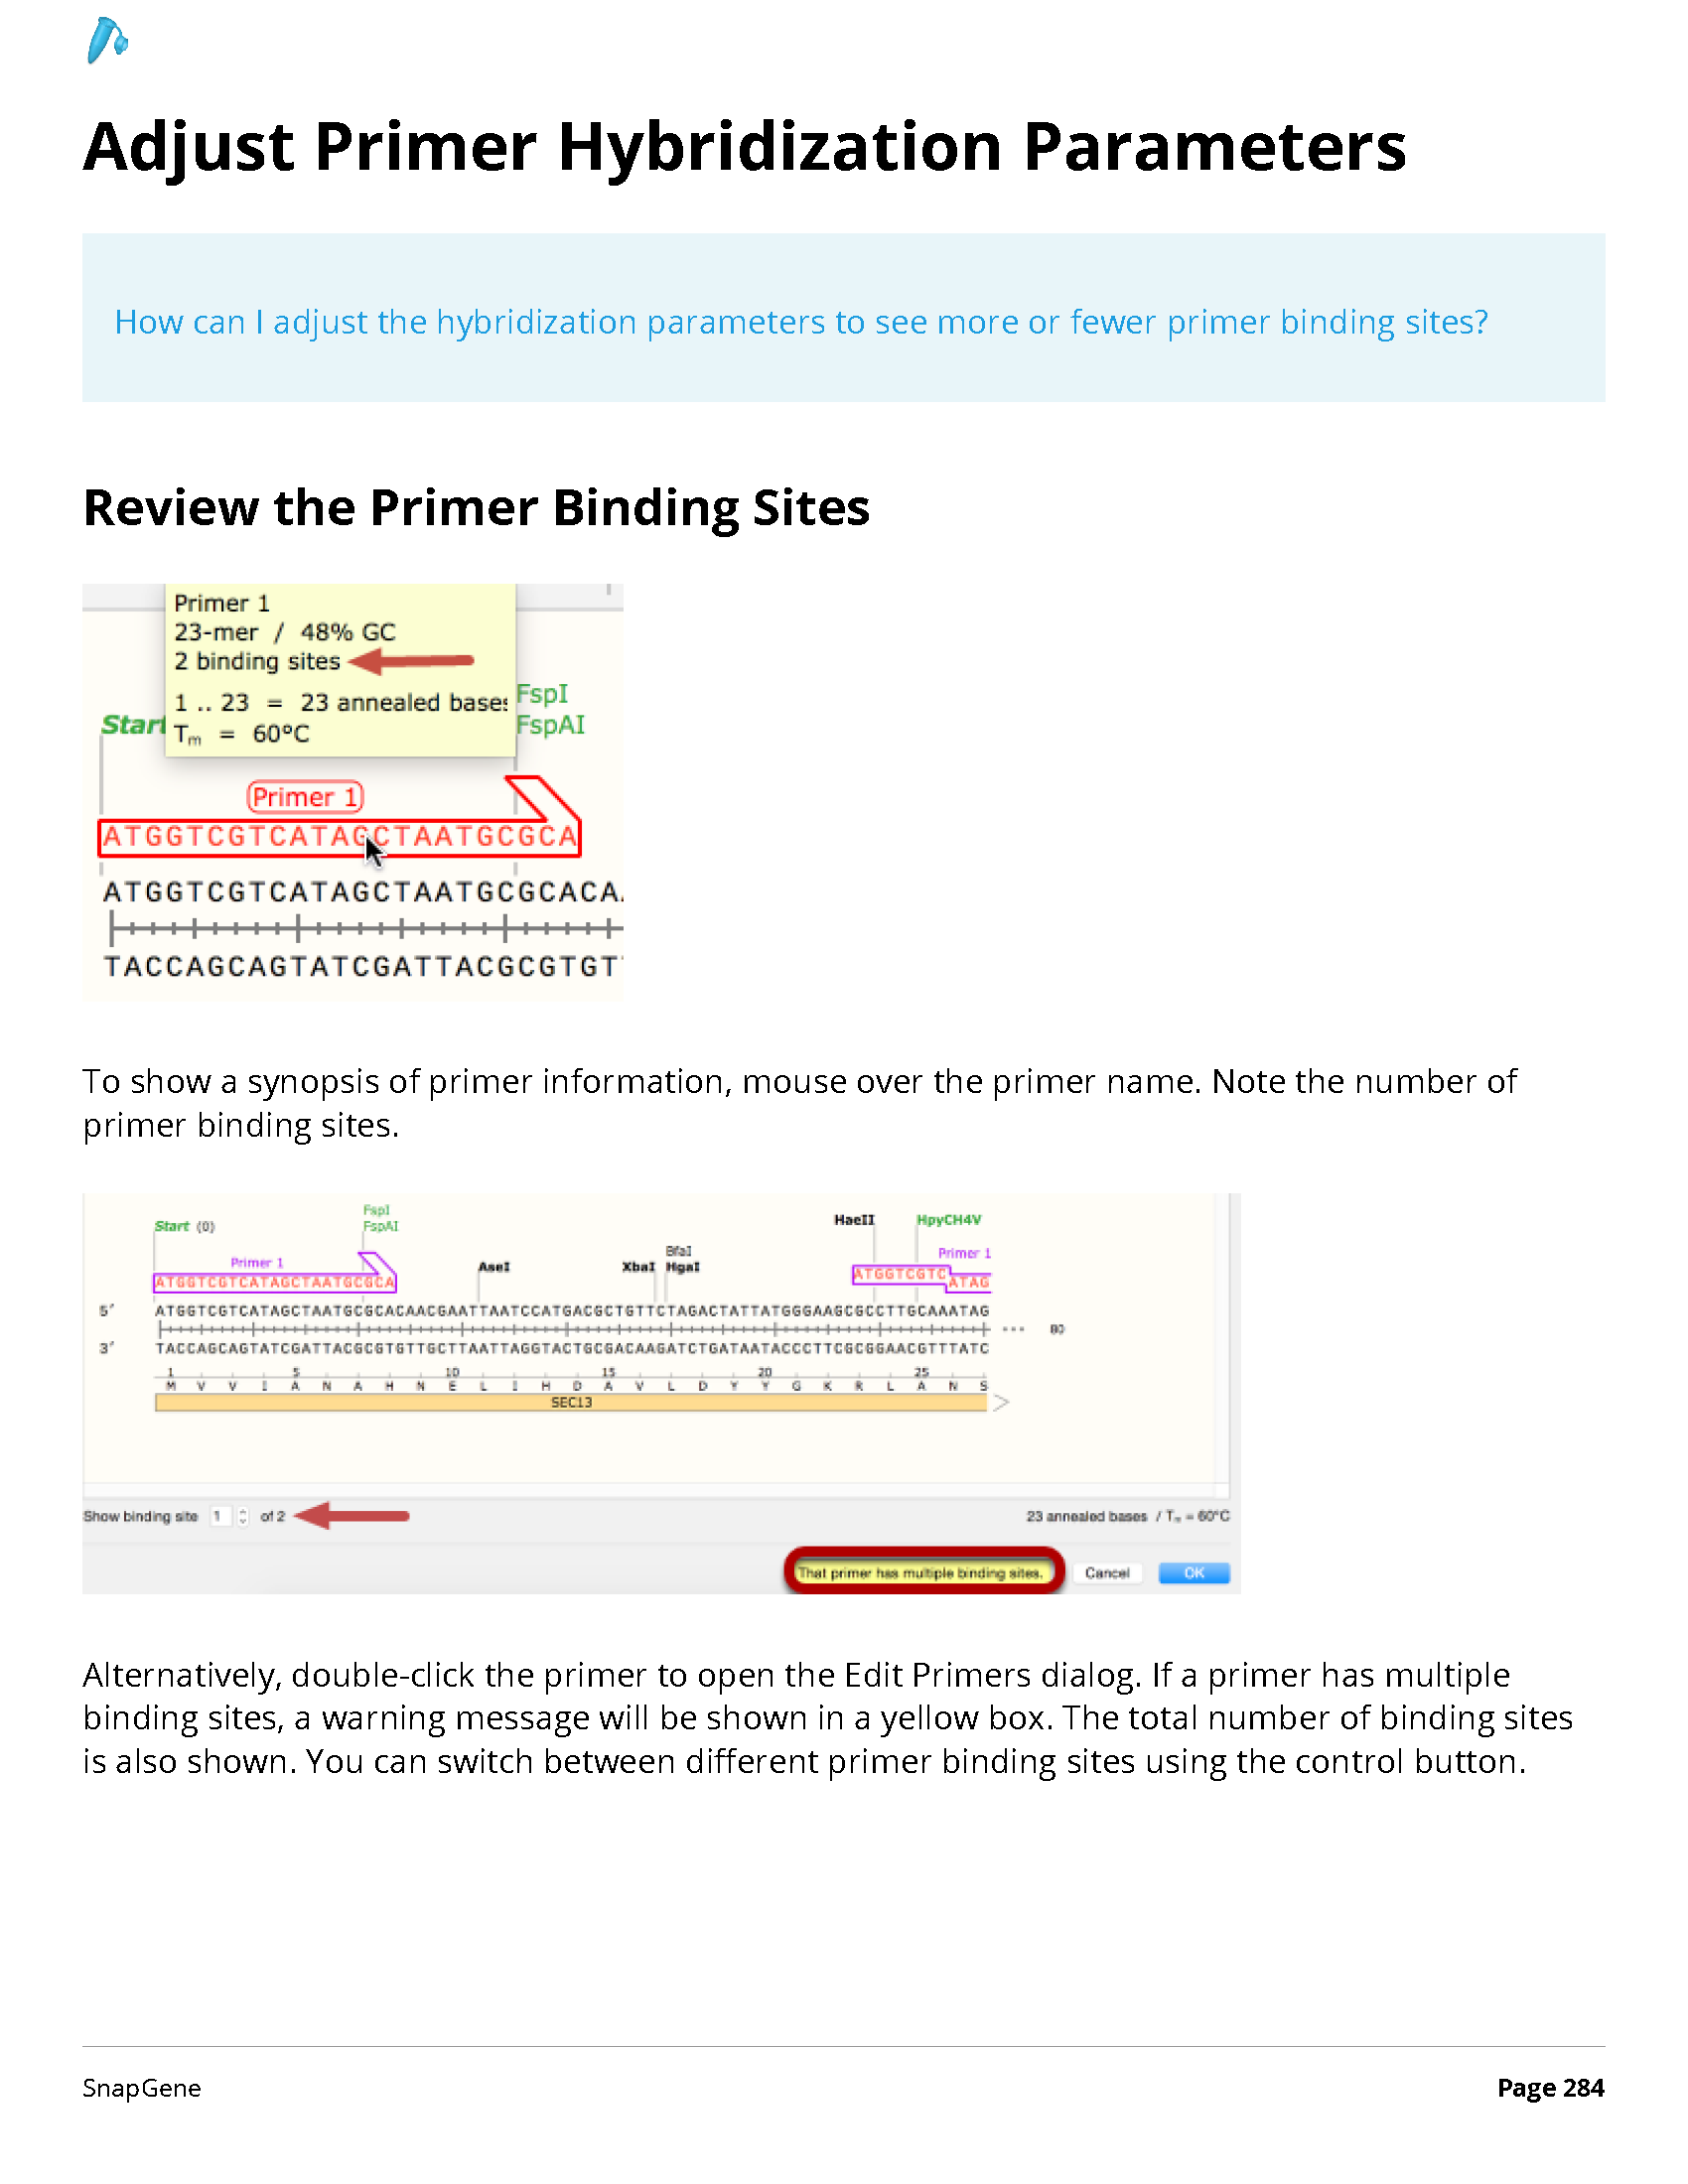 Adjust Primer Hybridization Parameters
How can I adjust the hybridization parameters to see more or fewer primer binding sites?
Review the Primer Binding Sites
Primer 1
23-mer / 48% GC
2 binding sites
1 .. 23 = 23 annealed bases
Tm = 60°C
Start
FspI
FspAI
Primer 1
ATGGTCGTCATAGCTAATGCGCA
ATGGTCGTCATAGCTAATGCGCACA
TACCAGCAGTATCGATTACGCGTGT
To show a synopsis of primer information, mouse over the primer name. Note the number of
primer binding sites.
Start (0)
FspI
FspAI
HaeII
HpyCH4V
Primer 1
AseI
XbaI
BfaI
HgaI
Primer 1
ATGGTCGTCATAGCTAATGCGCA
ATGGTCGTC
ATAG
5′ ATGGTCGTCATAGCTAATGCGCACAACGAATTAATCCATGACGCTGTTCTAGACTATTATGGGAAGCGCCTTGCAAATAG
80
3′ TACCAGCAGTATCGATTACGCGTGTTGCTTAATTAGGTACTGCGACAAGATCTGATAATACCCTTCGCGGAACGTTTATC
1 5 10 15 20 25
M V V I A N A H N E L I H D A V L D Y Y G K R L A N S
SEC13
Show binding site 1 of 2
23 annealed bases / Tm = 60°C
That primer has multiple binding sites.
Cancel
OK
Alternatively, double-click the primer to open the Edit Primers dialog. If a primer has multiple
binding sites, a warning message will be shown in a yellow box. The total number of binding sites
is also shown. You can switch between different primer binding sites using the control button.
SnapGene
Page 284